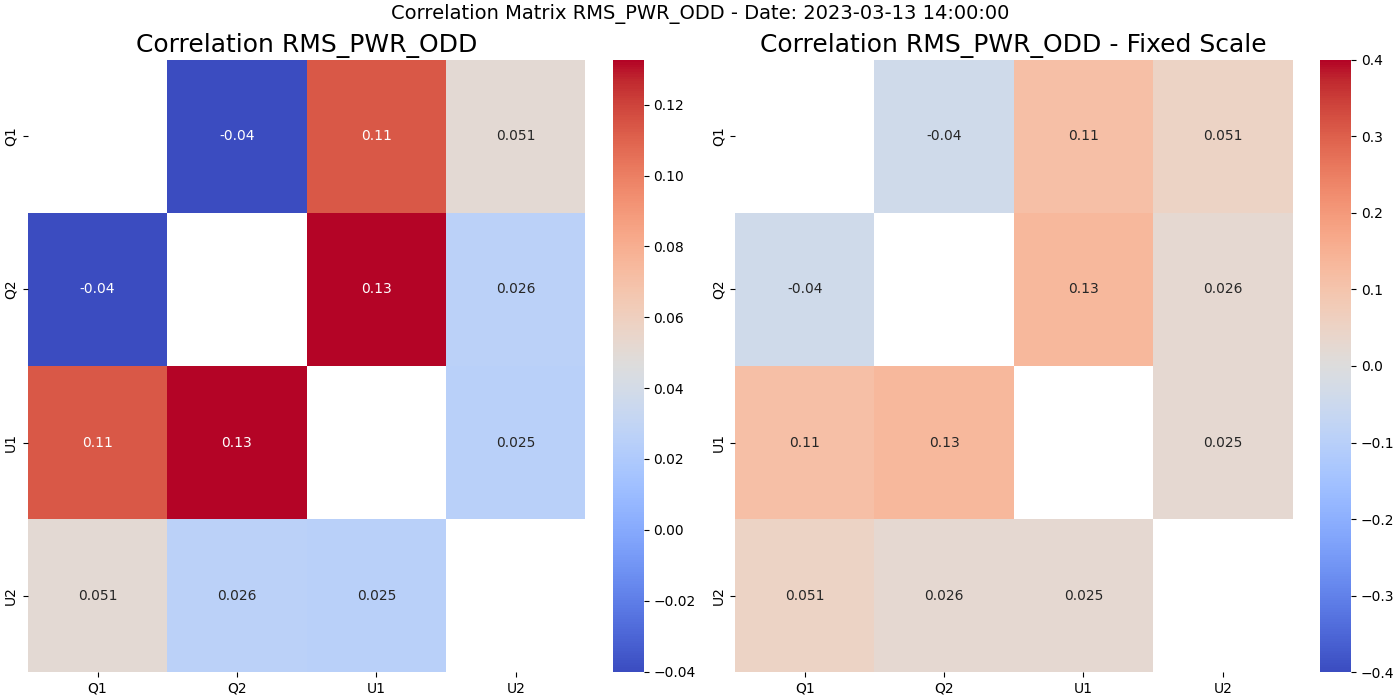 Correlation Matrix RMS_PWR_ODD - Date: 2023-03-13 14:00:00
Correlation RMS_PWR_ODD
Q1
-0.04
0.11
0.051
Q2
-0.04
0.13
0.026
U1
0.11
0.13
0.025
U2
0.051
0.026
0.025
Q1
Q2
U1
U2
0.12
0.10
0.08
0.06
0.04
0.02
0.00
−0.02
−0.04
Correlation RMS_PWR_ODD - Fixed Scale
Q1
-0.04
0.11
0.051
Q2
-0.04
0.13
0.026
U1
0.11
0.13
0.025
U2
0.051
0.026
0.025
Q1
Q2
U1
U2
0.4
0.3
0.2
0.1
0.0
−0.1
−0.2
−0.3
−0.4